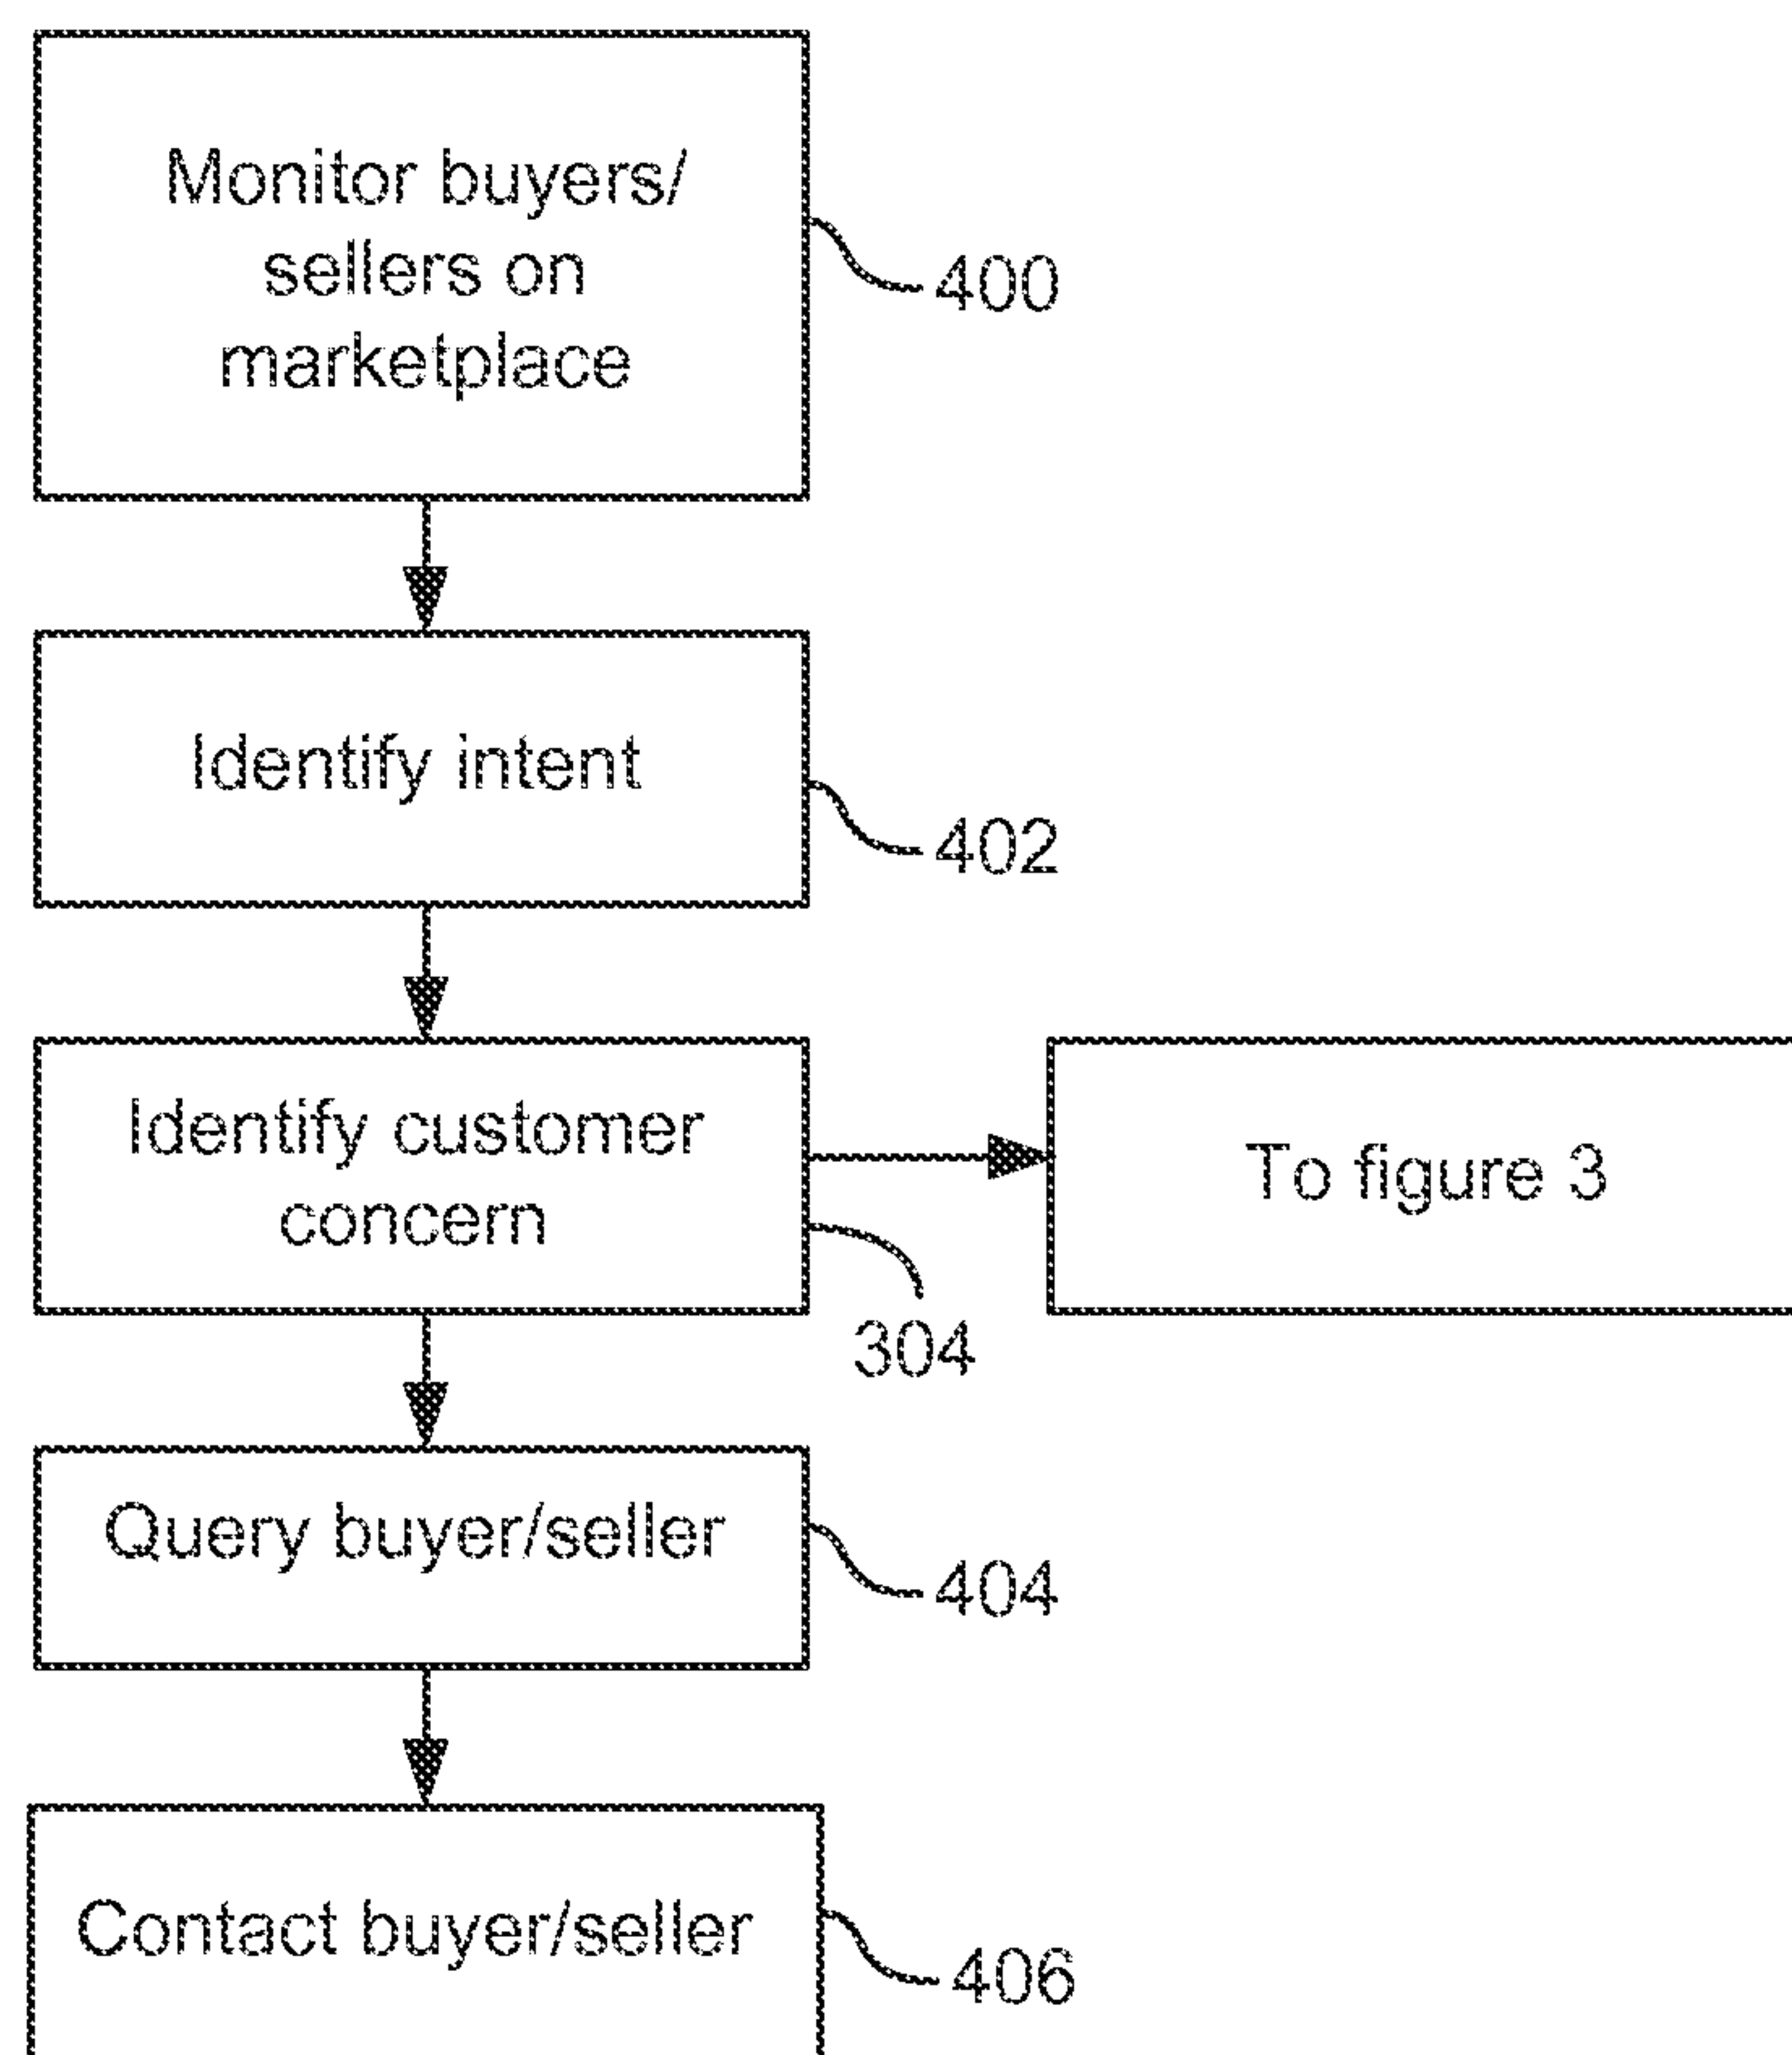 Monitor buyers/
sellers on
marketplace
400
Identify intent
402
Identify customer
concern
To figure 3
304
Query buyer/seller
404
Contact buyer/seller
406